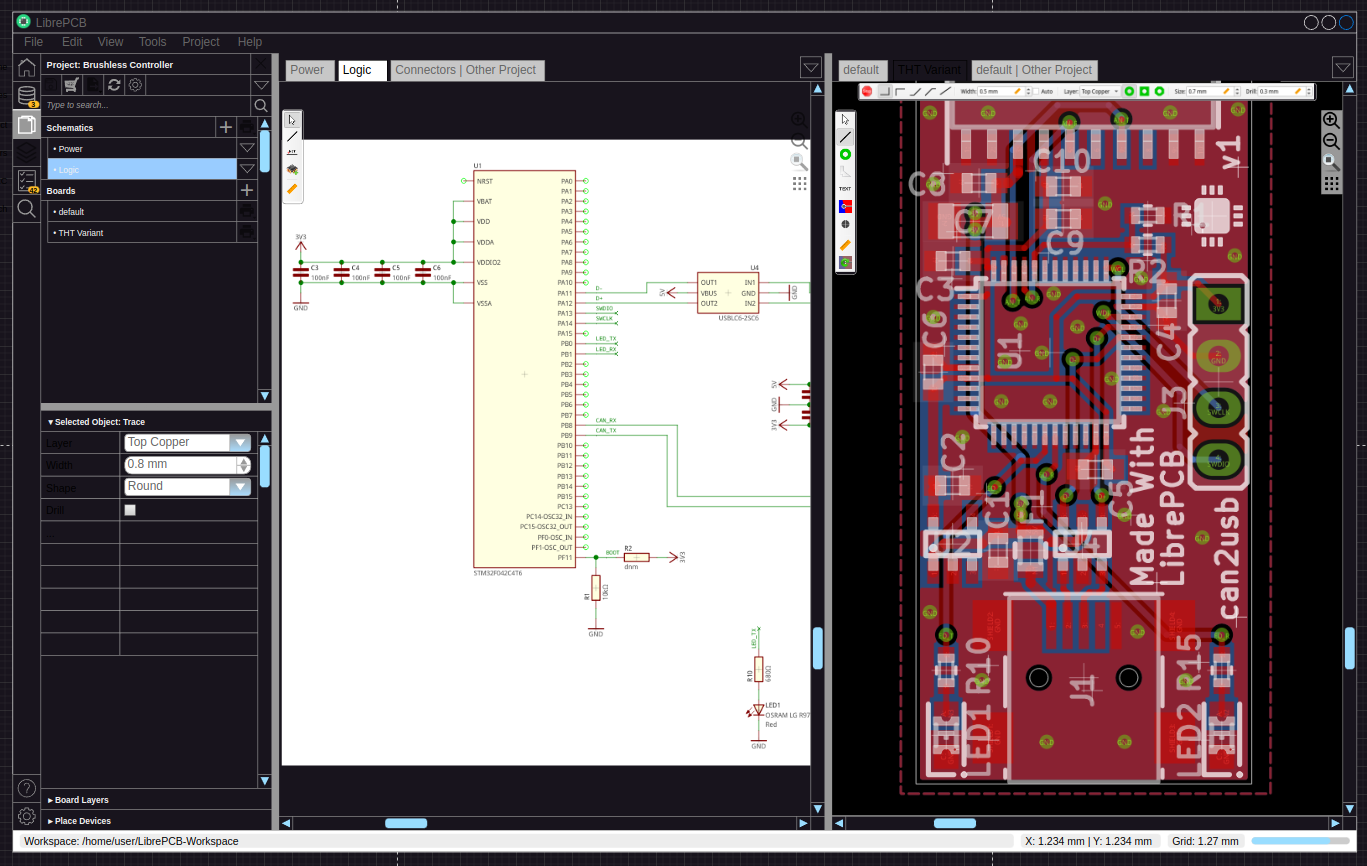 LibrePCB
File Edit View Tools Project Help
Project: Brushless Controller
Type to search...
Schematics
• Power
• Logic
Boards
• default
• THT Variant
3
42
▾ Selected Object: Trace
Layer Top Copper
Width 0.8 mm
Shape Round
Drill
▸ Board Layers
▸ Place Devices
Power Logic Connectors | Other Project
U1
NRST
VBAT
VDD
VDDA
VDDIO2
VSS
VSSA
PA0
PA1
PA2
PA3
PA4
PA5
PA6
PA7
PA8
PA9
PA10
PA11
PA12
PA13
PA14
PA15
PB0
PB1
PB2
PB3
PB4
PB5
PB6
PB7
PB8
PB9
PB10
PB11
PB12
PB13
PB14
PB15
PC13
PC14-OSC32_IN
PC15-OSC32_OUT
PF0-OSC_IN
PF1-OSC_OUT
PF11
STM32F042C4T6
3V3
C3 C4 C5 C6
100nF 100nF 100nF 100nF
GND
D-
D+
SWDIO
SWCLK
LED_TX
LED_RX
CAN_RX
CAN_TX
U4
OUT1 IN1
VBUS GND
OUT2 IN2
USBLC6-2SC6
5V
GND
5V
GND
3V3
BOOT
R2
dnm
3V3
R1
10kΩ
GND
LED_TX
R10
680Ω
LED1
OSRAM LG R97
Red
GND
default THT Variant default | Other Project
Width: 0.5 mm Auto Layer: Top Copper Size: 0.7 mm Drill: 0.3 mm
TEXT
v1
C10
C8
C7
C9
R2
C3
C6
U1
C4
J3
3V3
GND
SWCLK
SWDIO
C2
C1
F1
C5
Made With
LibrePCB
can2usb
R10
J1
R15
LED1
LED2
Workspace: /home/user/LibrePCB-Workspace
X: 1.234 mm | Y: 1.234 mm
Grid: 1.27 mm